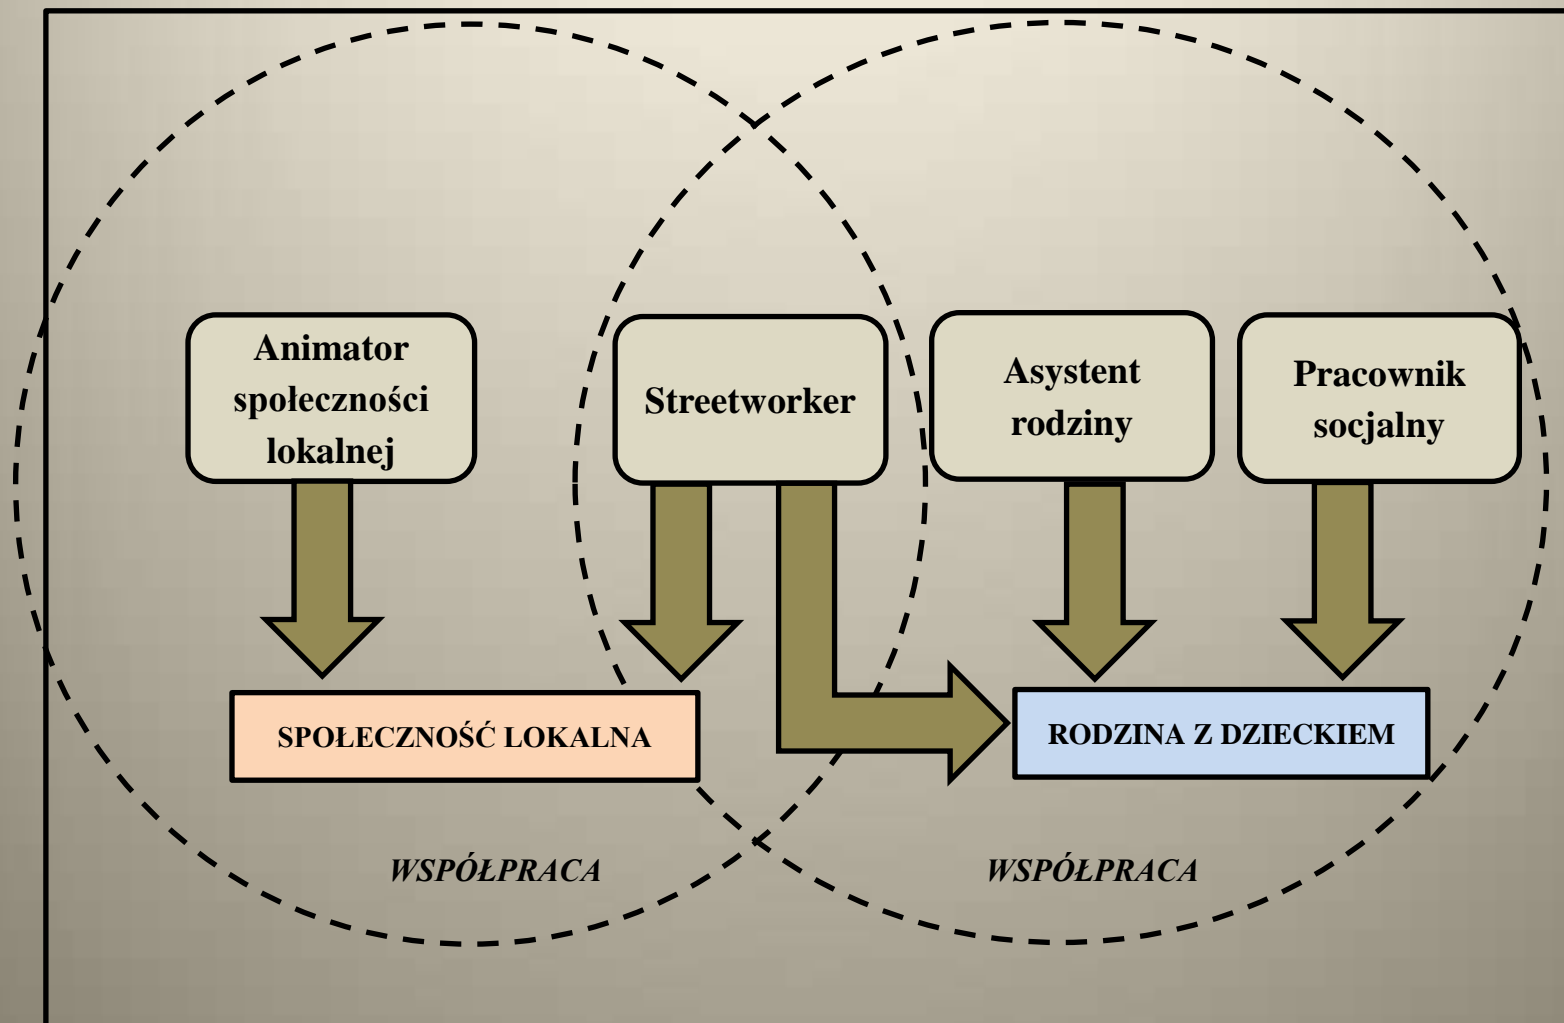 Animator
społeczności
lokalnej
Streetworker
Asystent
rodziny
Pracownik
socjalny
SPOŁECZNOŚĆ LOKALNA
RODZINA Z DZIECKIEM
WSPÓŁPRACA
WSPÓŁPRACA